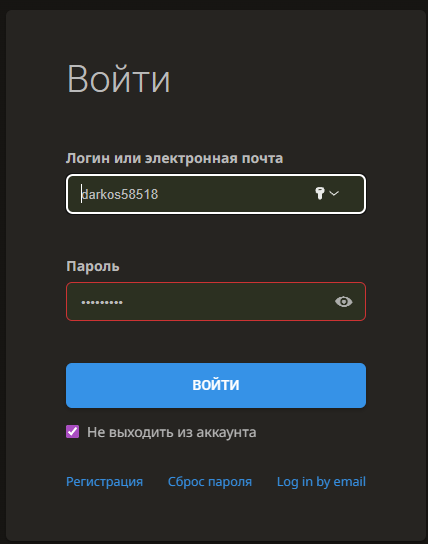 Войти
Логин или электронная почта
darkos58518
Пароль
•••••••••
ВОЙТИ
Не выходить из аккаунта
Регистрация Сброс пароля Log in by email